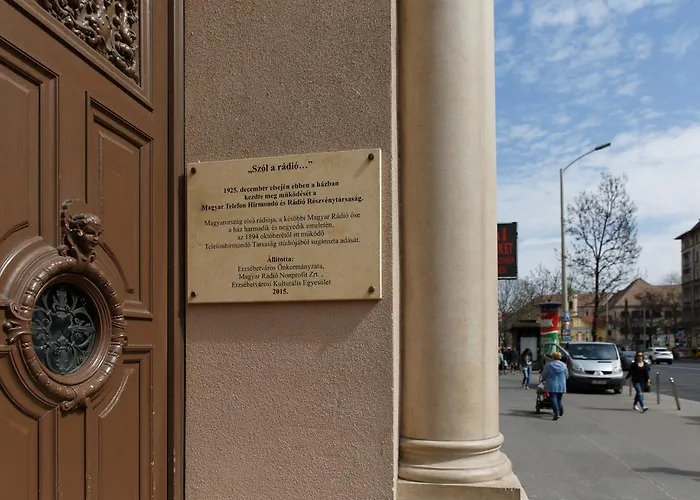 „Szól a rádió…”
1925. december elsején ebben a házban
kezdte meg működését a
Magyar Telefon Hírmondó és Rádió Részvénytársaság.
Magyarország első rádiója, a későbbi Magyar Rádió őse
a ház harmadik és negyedik emeletén,
az 1894 októberétől itt működő
Telefonhírmondó Társaság stúdiójából sugározta adását.
Állította:
Erzsébetváros Önkormányzata,
Magyar Rádió Nonprofit Zrt. ,
Erzsébetvárosi Kulturális Egyesület
2015.